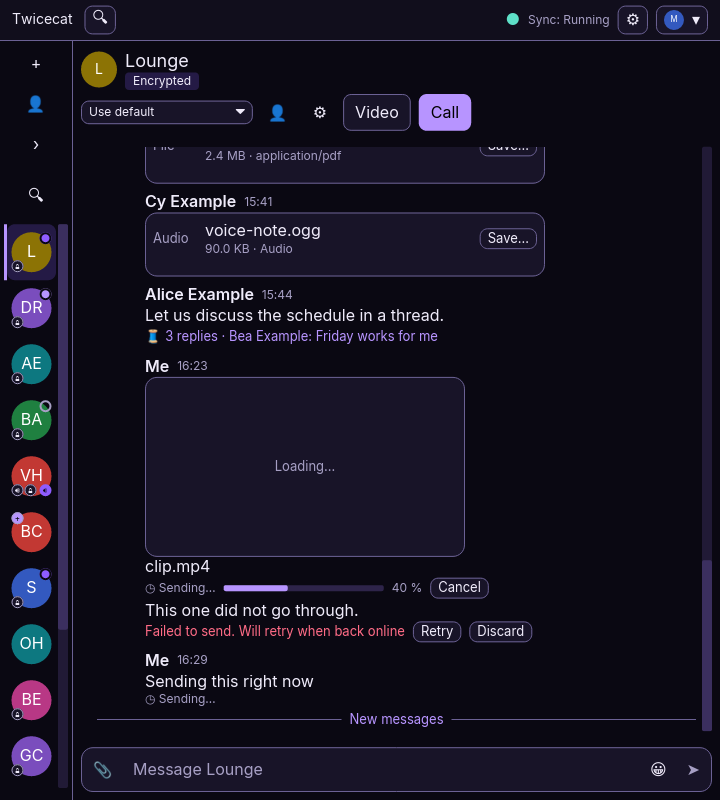 Twicecat
Sync: Running
M
L
Lounge
Encrypted
Use default
Video
Call
File
2.4 MB · application/pdf
Save...
Cy Example 15:41
Audio
voice-note.ogg
90.0 KB · Audio
Save...
Alice Example 15:44
Let us discuss the schedule in a thread.
3 replies · Bea Example: Friday works for me
Me 16:23
Loading...
clip.mp4
Sending... 40 % Cancel
This one did not go through.
Failed to send. Will retry when back online Retry Discard
Me 16:29
Sending this right now
Sending...
New messages
Message Lounge
L
DR
AE
BA
VH
BC
S
OH
BE
GC